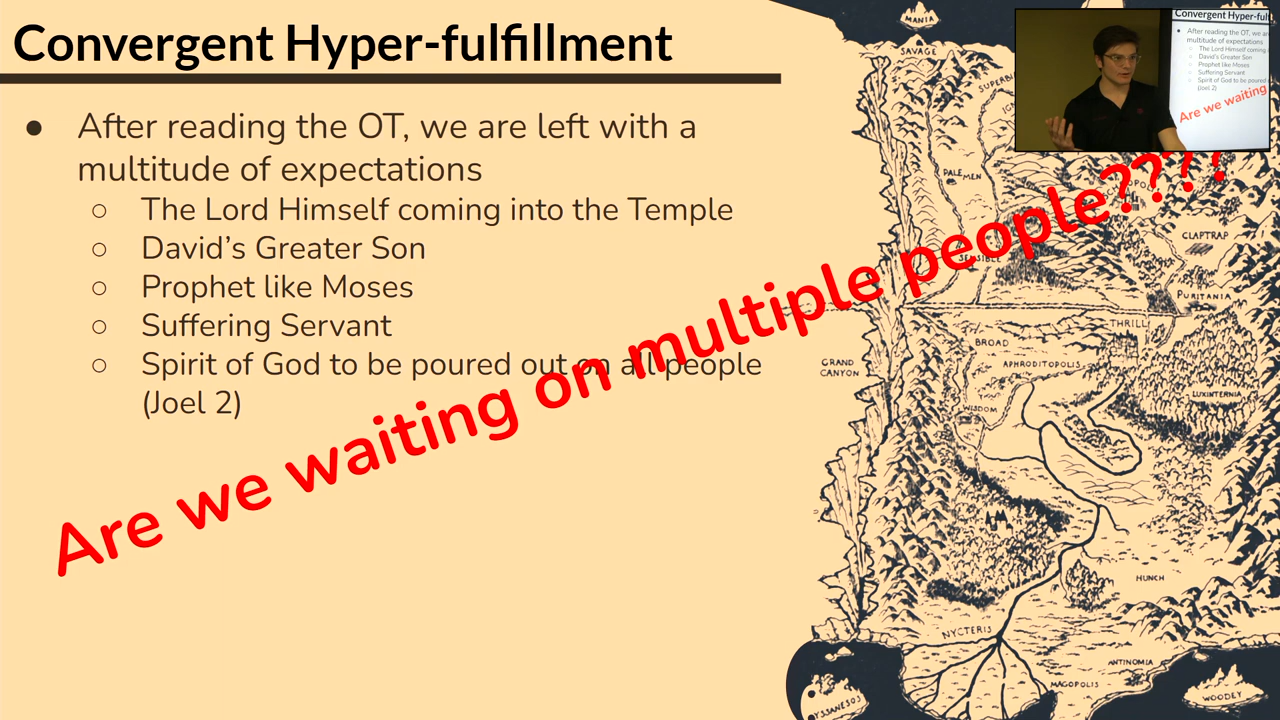 Convergent Hyper-fulfillment
● After reading the OT, we are left with a
multitude of expectations
○ The Lord Himself coming into the Temple
○ David's Greater Son
○ Prophet like Moses
○ Suffering Servant
○ Spirit of God to be poured out on all people
(Joel 2)
Are we waiting on multiple people????
MANIA
SAVAGE
PALE MEN
SENSIBLE
CLAPTRAP
PURITANIA
THRILL
BROAD
GRAND
CANYON
APHRODITOPOLIS
LUXINTERNIA
WISDOM
HUNCH
NYCTERIS
ANTINOMIA
MAGOPOLIS
WOODEY
YSSANESOS
Convergent Hyper-ful
● After reading the OT, we are
multitude of expectations
○ The Lord Himself coming
○ David's Greater Son
○ Prophet like Moses
○ Suffering Servant
○ Spirit of God to be poured
(Joel 2)
Are we waiting